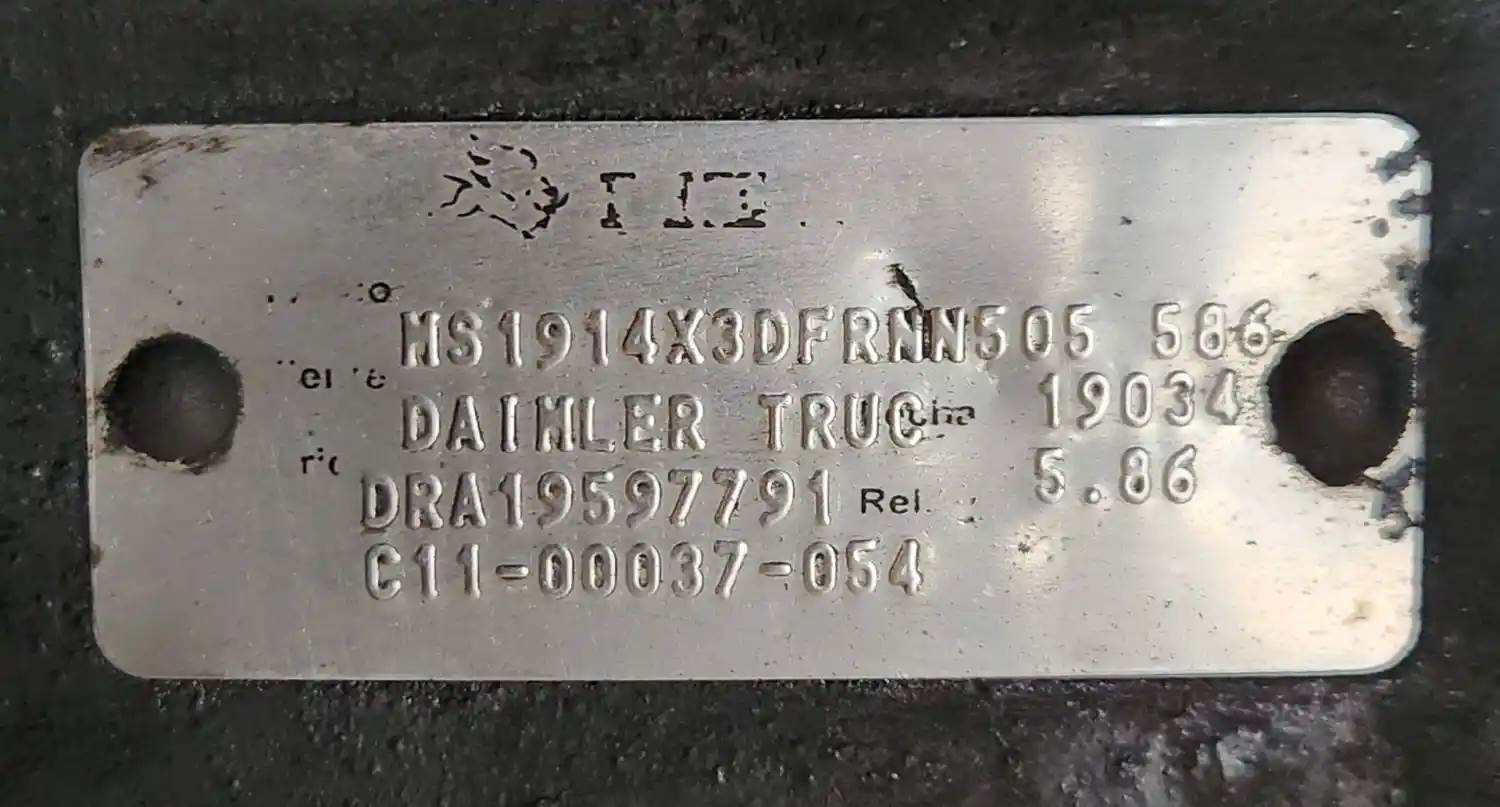 MS1914X3DFRNN505 586
DAIMLER TRUC 19034
DRA19597791 Rel. 5.86
C11-00037-054